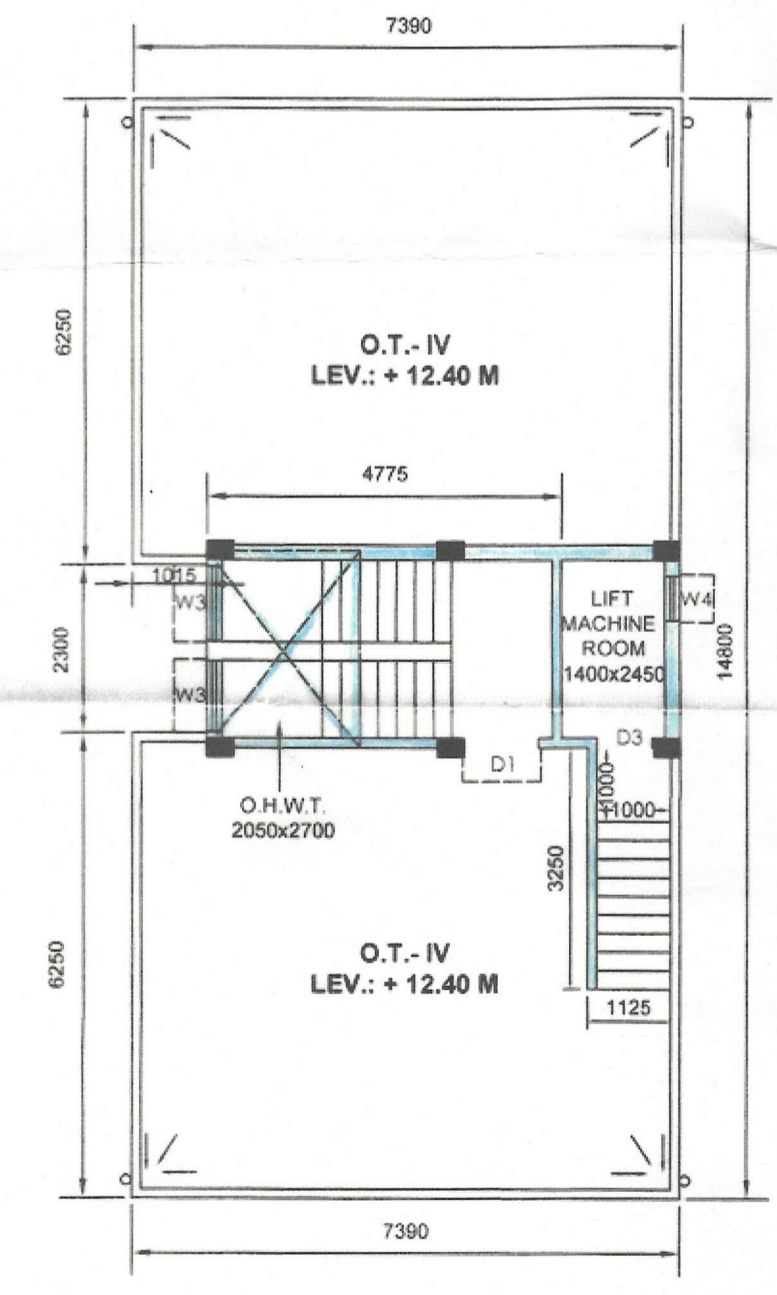 7390
6250
O.T.- IV
LEV.: + 12.40 M
4775
1015
W3
LIFT
MACHINE
ROOM
1400x2450
W4
2300
14800
W3
D3
D1
1000
1000
O.H.W.T.
2050x2700
3250
6250
O.T.- IV
LEV.: + 12.40 M
1125
7390